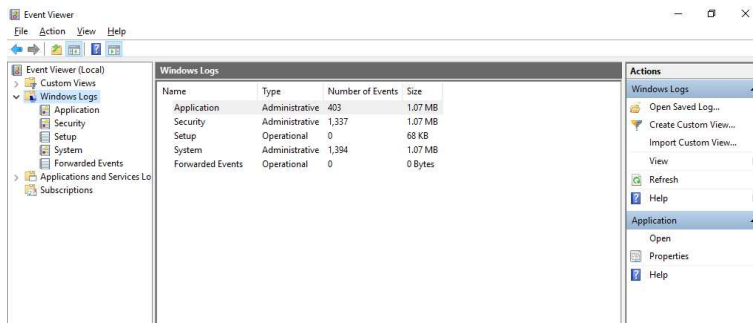 Event Viewer
File Action View Help
Event Viewer (Local)
Custom Views
Windows Logs
Application
Security
Setup
System
Forwarded Events
Applications and Services Lo
Subscriptions
Windows Logs
Name Type Number of Events Size
Application Administrative 403 1.07 MB
Security Administrative 1,337 1.07 MB
Setup Operational 0 68 KB
System Administrative 1,394 1.07 MB
Forwarded Events Operational 0 0 Bytes
Actions
Windows Logs
Open Saved Log...
Create Custom View...
Import Custom View...
View
Refresh
Help
Application
Open
Properties
Help